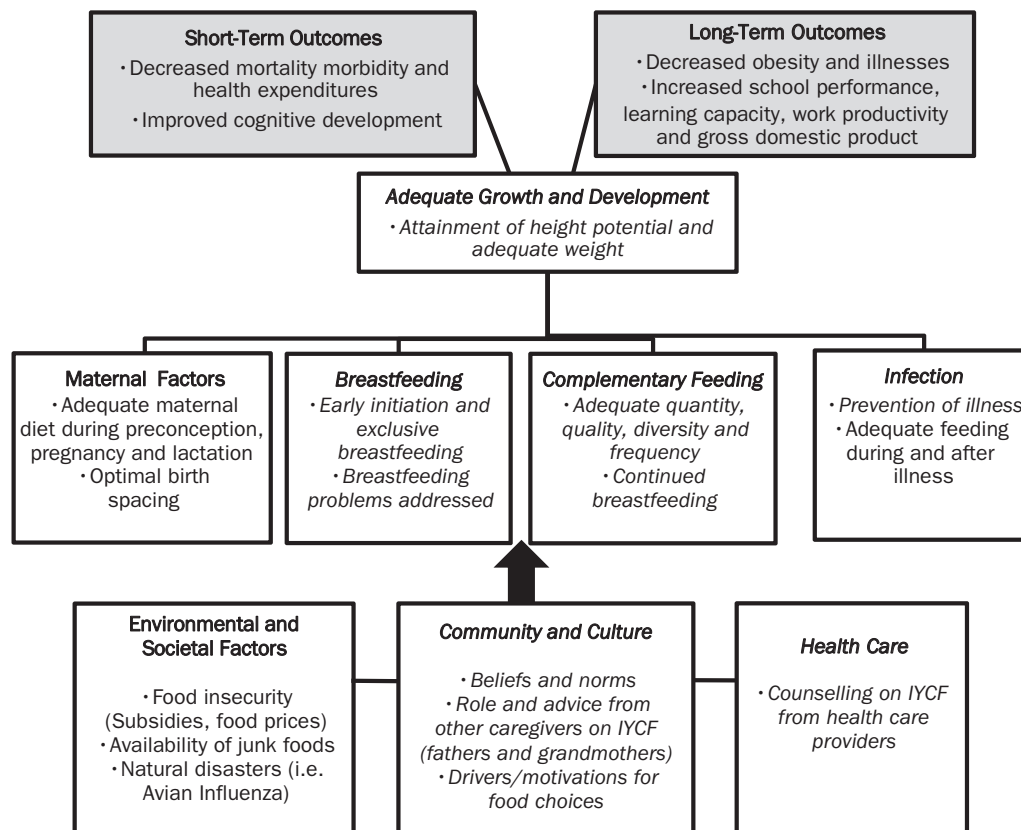 Short-Term Outcomes
· Decreased mortality morbidity and
health expenditures
· Improved cognitive development
Long-Term Outcomes
· Decreased obesity and illnesses
· Increased school performance,
learning capacity, work productivity
and gross domestic product
Adequate Growth and Development
· Attainment of height potential and
adequate weight
Maternal Factors
· Adequate maternal
diet during preconception,
pregnancy and lactation
· Optimal birth
spacing
Breastfeeding
· Early initiation and
exclusive
breastfeeding
· Breastfeeding
problems addressed
Complementary Feeding
· Adequate quantity,
quality, diversity and
frequency
· Continued
breastfeeding
Infection
· Prevention of illness
· Adequate feeding
during and after
illness
Environmental and
Societal Factors
· Food insecurity
(Subsidies, food prices)
· Availability of junk foods
· Natural disasters (i.e.
Avian Influenza)
Community and Culture
· Beliefs and norms
· Role and advice from
other caregivers on IYCF
(fathers and grandmothers)
· Drivers/motivations for
food choices
Health Care
· Counselling on IYCF
from health care
providers